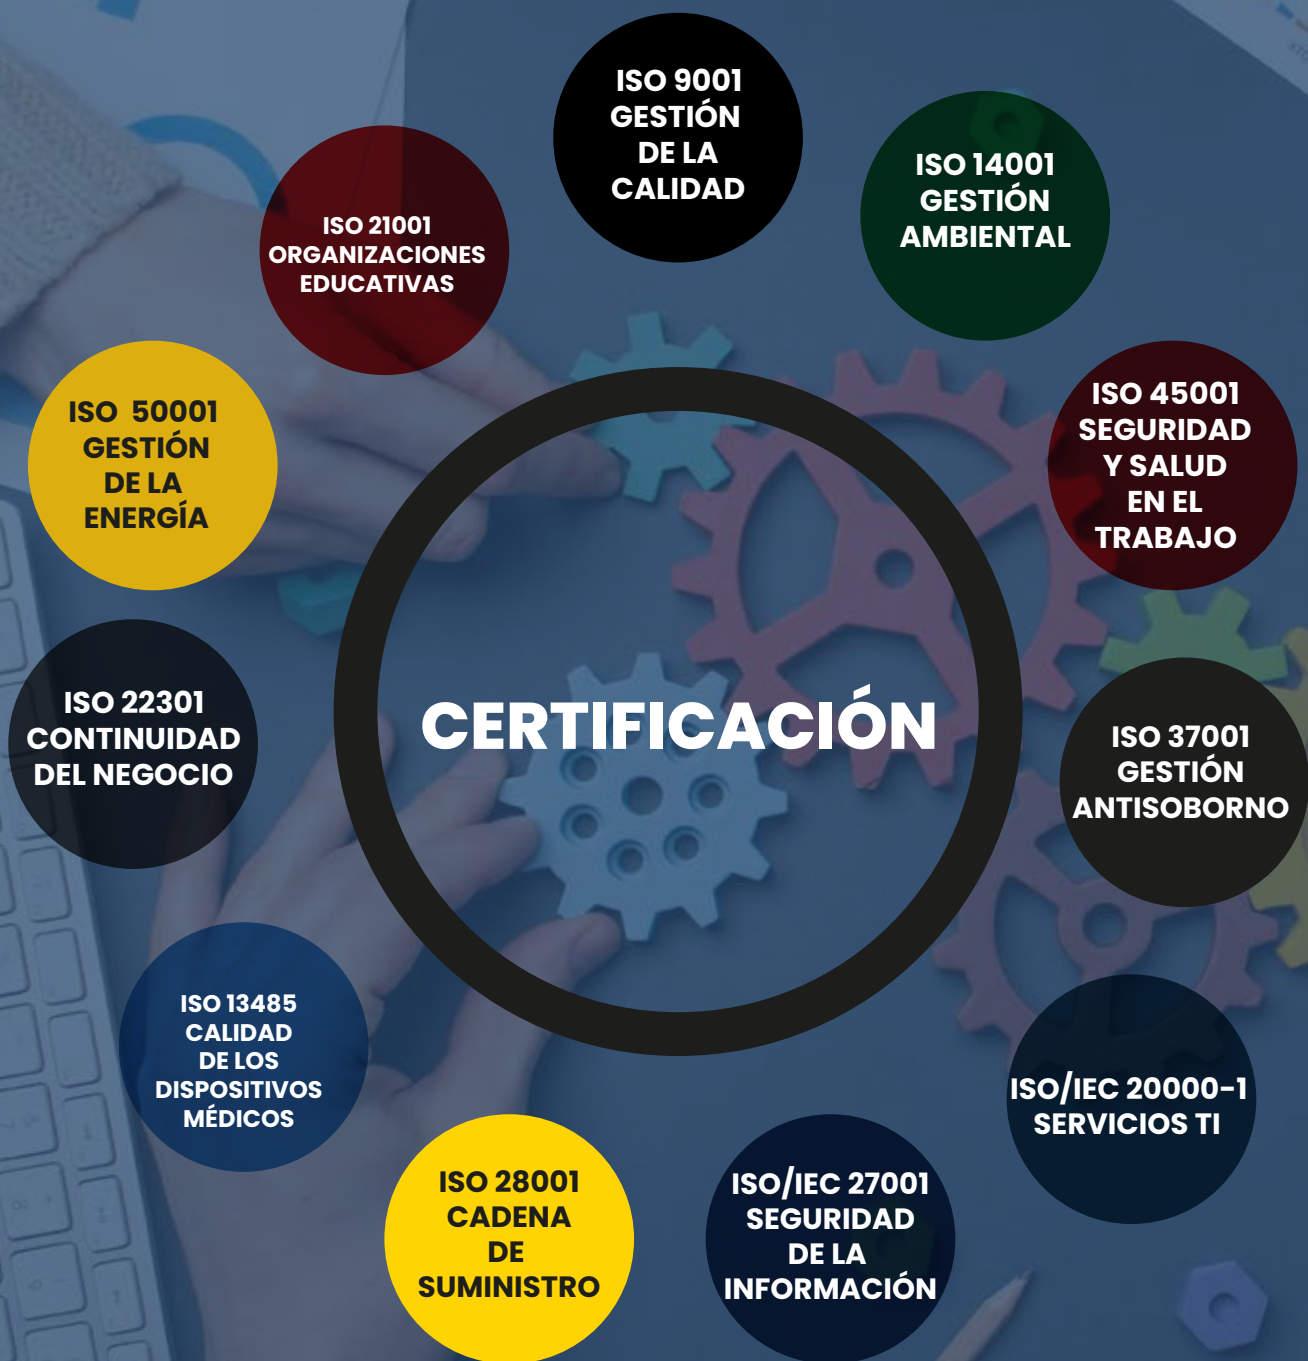 ISO 9001
GESTIÓN
DE LA
CALIDAD
ISO 14001
GESTIÓN
AMBIENTAL
ISO 21001
ORGANIZACIONES
EDUCATIVAS
ISO 45001
SEGURIDAD
Y SALUD
EN EL
TRABAJO
ISO 50001
GESTIÓN
DE LA
ENERGÍA
CERTIFICACIÓN
ISO 22301
CONTINUIDAD
DEL NEGOCIO
ISO 37001
GESTIÓN
ANTISOBORNO
ISO 13485
CALIDAD
DE LOS
DISPOSITIVOS
MÉDICOS
ISO/IEC 20000-1
SERVICIOS TI
ISO 28001
CADENA
DE
SUMINISTRO
ISO/IEC 27001
SEGURIDAD
DE LA
INFORMACIÓN